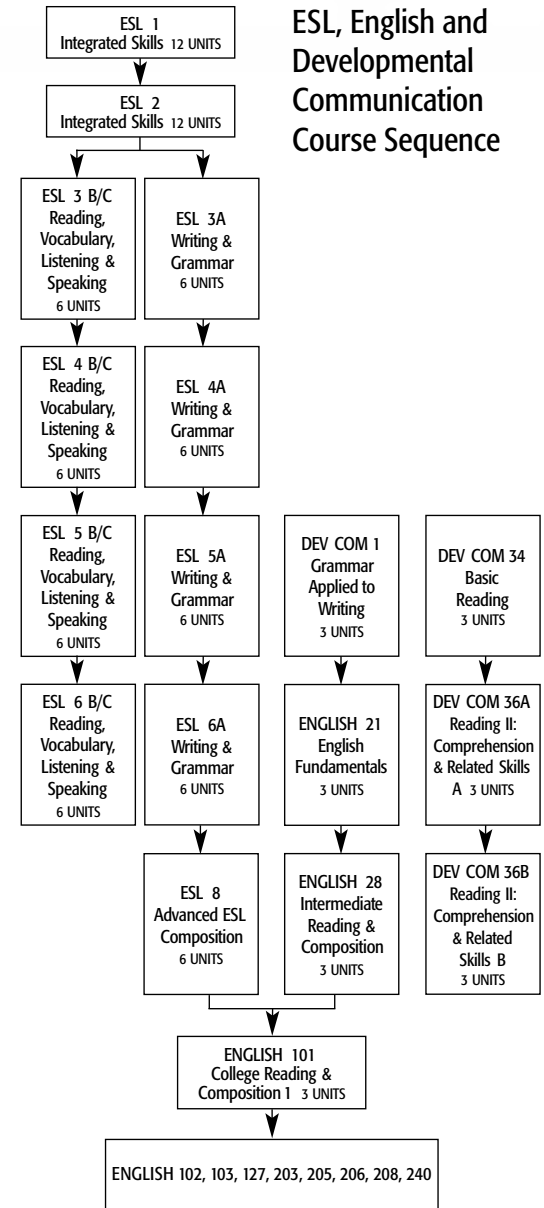 ESL, English and
Developmental
Communication
Course Sequence
ESL 1
Integrated Skills 12 UNITS
ESL 2
Integrated Skills 12 UNITS
ESL 3 B/C
Reading,
Vocabulary,
Listening &
Speaking
6 UNITS
ESL 3A
Writing &
Grammar
6 UNITS
ESL 4 B/C
Reading,
Vocabulary,
Listening &
Speaking
6 UNITS
ESL 4A
Writing &
Grammar
6 UNITS
ESL 5 B/C
Reading,
Vocabulary,
Listening &
Speaking
6 UNITS
ESL 5A
Writing &
Grammar
6 UNITS
DEV COM 1
Grammar
Applied to
Writing
3 UNITS
DEV COM 34
Basic
Reading
3 UNITS
ESL 6 B/C
Reading,
Vocabulary,
Listening &
Speaking
6 UNITS
ESL 6A
Writing &
Grammar
6 UNITS
ENGLISH 21
English
Fundamentals
3 UNITS
DEV COM 36A
Reading II:
Comprehension
& Related Skills
A 3 UNITS
ESL 8
Advanced ESL
Composition
6 UNITS
ENGLISH 28
Intermediate
Reading &
Composition
3 UNITS
DEV COM 36B
Reading II:
Comprehension
& Related
Skills B
3 UNITS
ENGLISH 101
College Reading &
Composition 1 3 UNITS
ENGLISH 102, 103, 127, 203, 205, 206, 208, 240